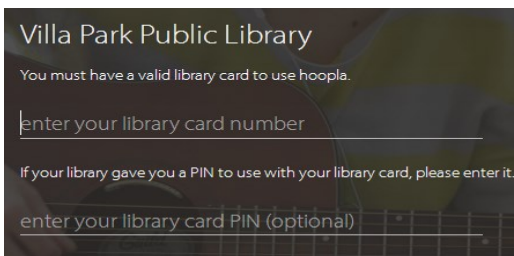 Villa Park Public Library
You must have a valid library card to use hoopla.
enter your library card number
If your library gave you a PIN to use with your library card, please enter it.
enter your library card PIN (optional)